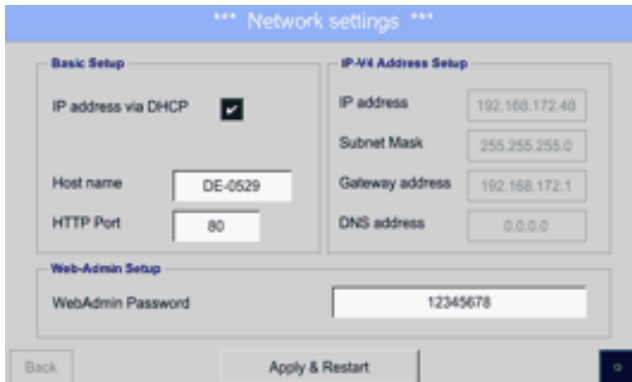 *** Network settings ***
Basic Setup
IP address via DHCP
Host name DE-0529
HTTP Port 80
IP-V4 Address Setup
IP address 192.168.172.48
Subnet Mask 255.255.255.0
Gateway address 192.168.172.1
DNS address 0.0.0.0
Web-Admin Setup
WebAdmin Password 12345678
Back Apply & Restart